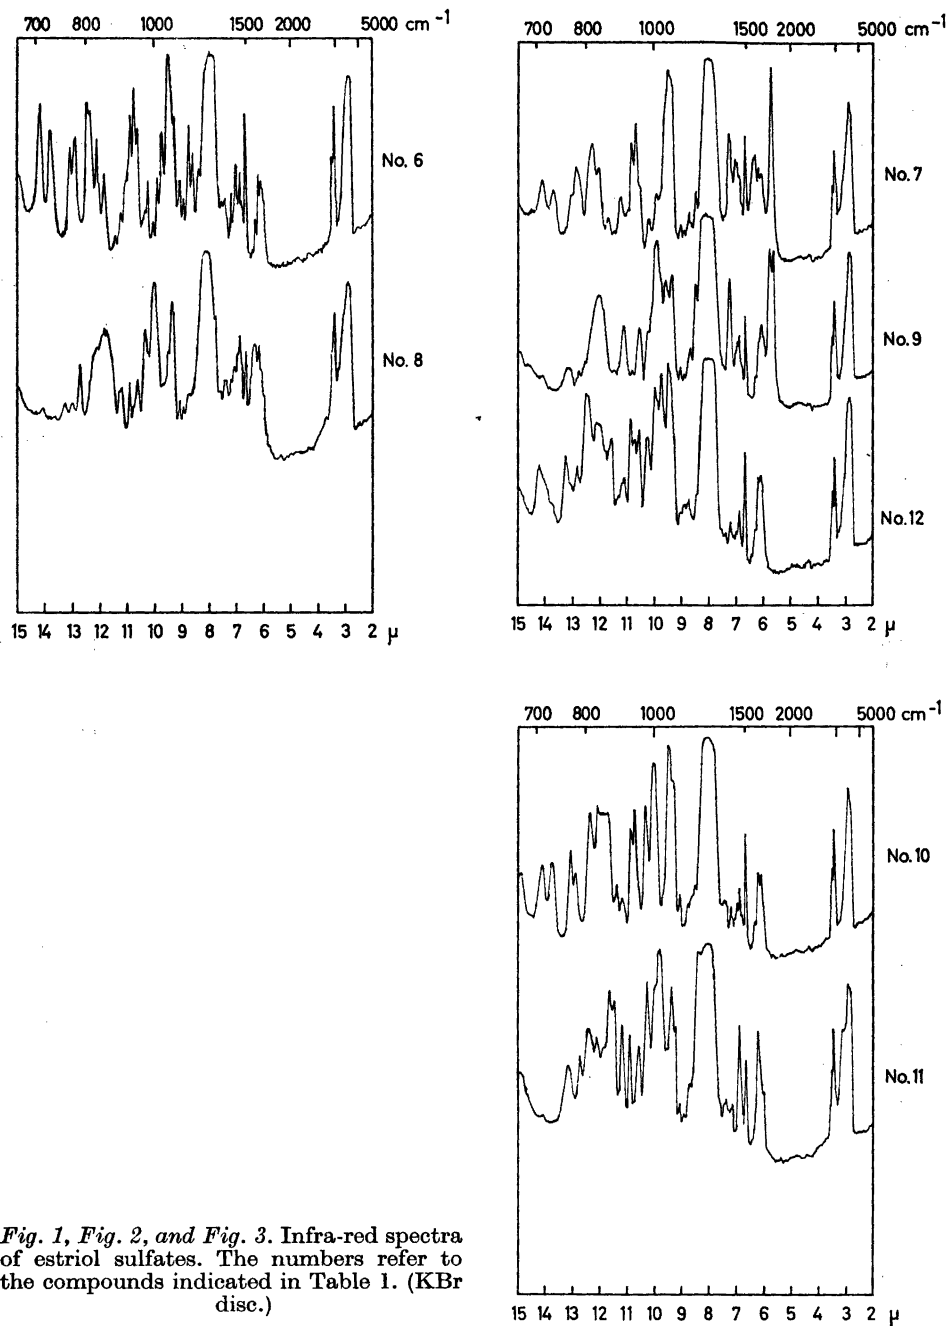 700 800 1000 1500 2000 5000 cm⁻¹
No. 6
No. 8
15 14 13 12 11 10 9 8 7 6 5 4 3 2 µ
700 800 1000 1500 2000 5000 cm⁻¹
No. 7
No. 9
No. 12
15 14 13 12 11 10 9 8 7 6 5 4 3 2 µ
700 800 1000 1500 2000 5000 cm⁻¹
No. 10
No. 11
15 14 13 12 11 10 9 8 7 6 5 4 3 2 µ
Fig. 1, Fig. 2, and Fig. 3. Infra-red spectra
of estriol sulfates. The numbers refer to
the compounds indicated in Table 1. (KBr
disc.)